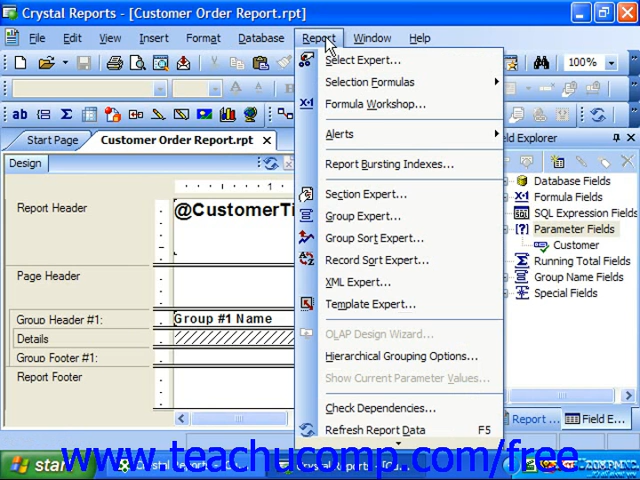 Crystal Reports - [Customer Order Report.rpt]
File Edit View Insert Format Database Report Window Help
100%
Select Expert...
Selection Formulas
Formula Workshop...
Alerts
Report Bursting Indexes...
Section Expert...
Group Expert...
Group Sort Expert...
Record Sort Expert...
XML Expert...
Template Expert...
OLAP Design Wizard...
Hierarchical Grouping Options...
Show Current Parameter Values...
Check Dependencies...
Refresh Report Data F5
Start Page
Customer Order Report.rpt
Design
Report Header
@CustomerTi
Page Header
Group Header #1:
Group #1 Name
Details
Group Footer #1:
Report Footer
eld Explorer
Database Fields
Formula Fields
SQL Expression Fields
Parameter Fields
Customer
Running Total Fields
Group Name Fields
Special Fields
Report ...
Field E...
www.teachucomp.com/free
start